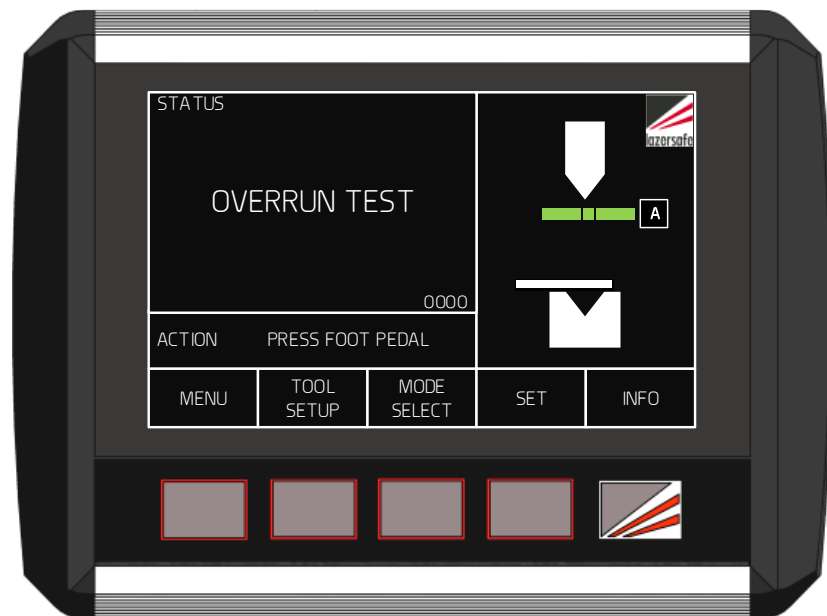 STATUS
lazersafe
OVERRUN TEST
A
0000
ACTION PRESS FOOT PEDAL
MENU
TOOL
SETUP
MODE
SELECT
SET
INFO